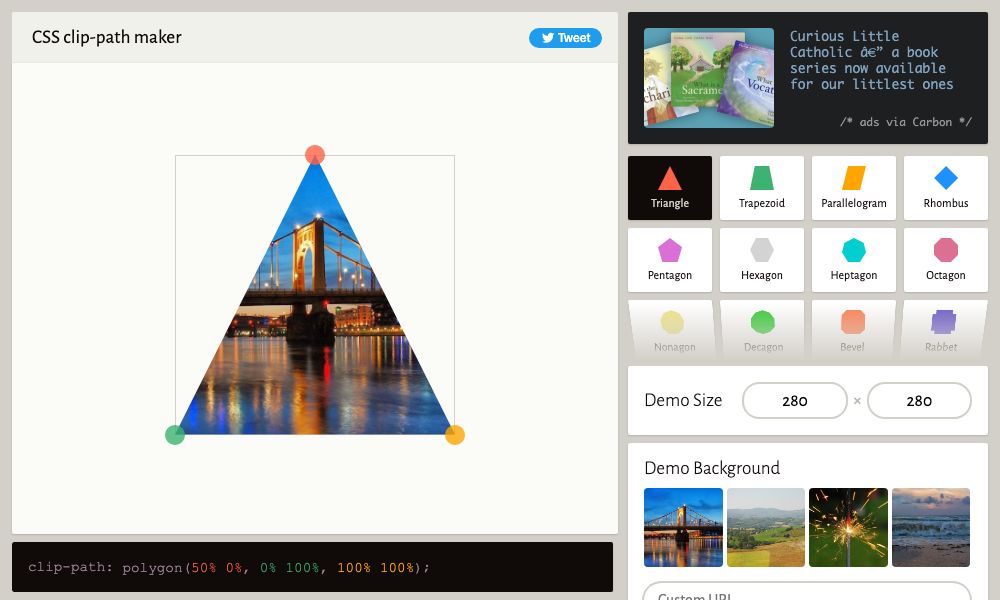 CSS clip-path maker
Tweet
Curious Little
Catholic â€” a book
series now available
for our littlest ones
/* ads via Carbon */
Triangle
Trapezoid
Parallelogram
Rhombus
Pentagon
Hexagon
Heptagon
Octagon
Nonagon
Decagon
Bevel
Rabbet
Demo Size
280
×
280
Demo Background
Custom URL
clip-path: polygon(50% 0%, 0% 100%, 100% 100%);